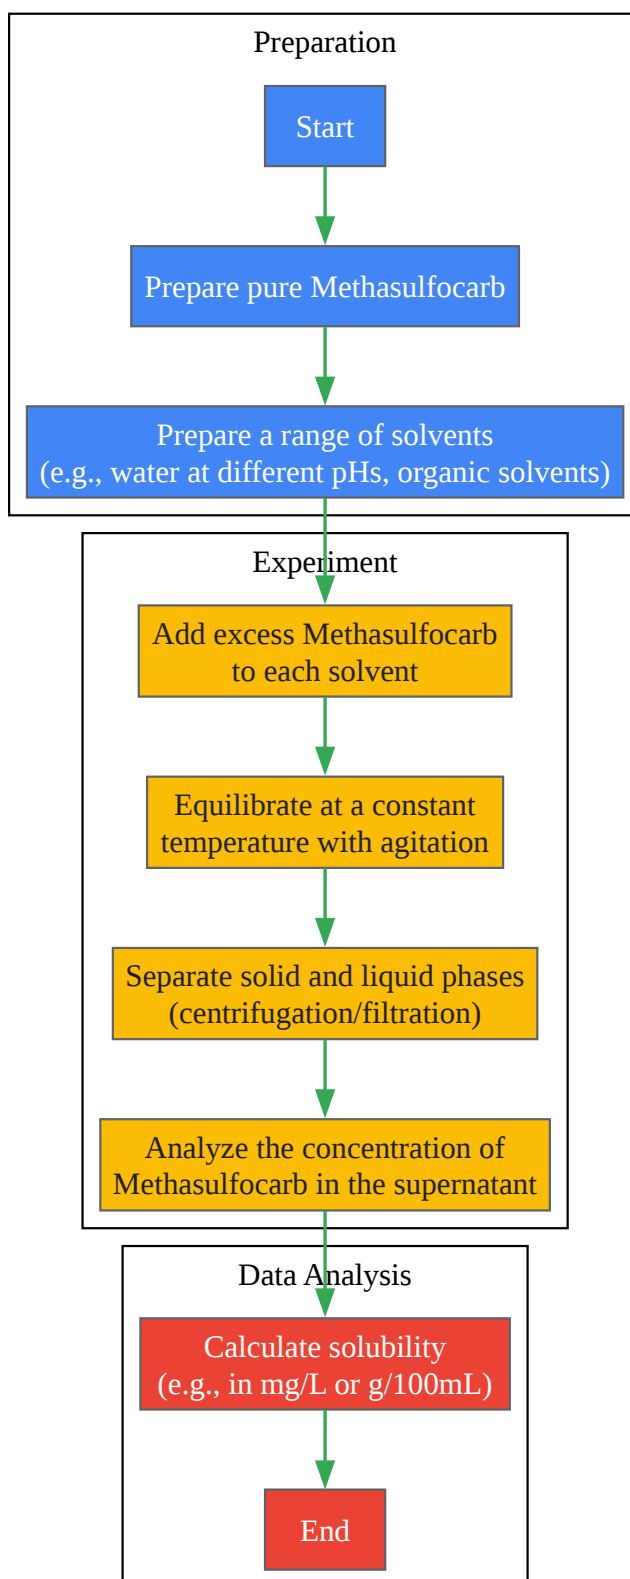 Preparation
Start
Prepare pure Methasulfocarb
Prepare a range of solvents
(e.g., water at different pHs, organic solvents)
Experiment
Add excess Methasulfocarb
to each solvent
Equilibrate at a constant
temperature with agitation
Separate solid and liquid phases
(centrifugation/filtration)
Analyze the concentration of
Methasulfocarb in the supernatant
Data Analysis
Calculate solubility
(e.g., in mg/L or g/100mL)
End